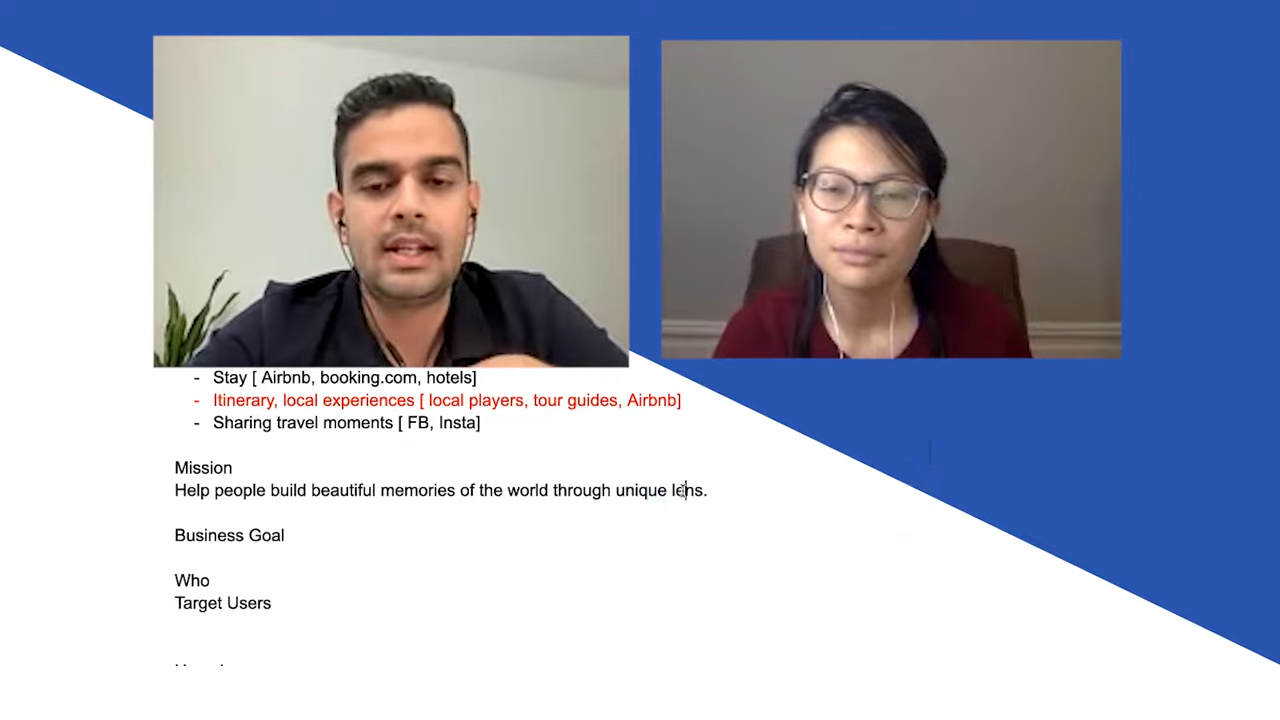 - Stay [ Airbnb, booking.com, hotels]
- Itinerary, local experiences [ local players, tour guides, Airbnb]
- Sharing travel moments [ FB, Insta]
Mission
Help people build beautiful memories of the world through unique lens.
Business Goal
Who
Target Users